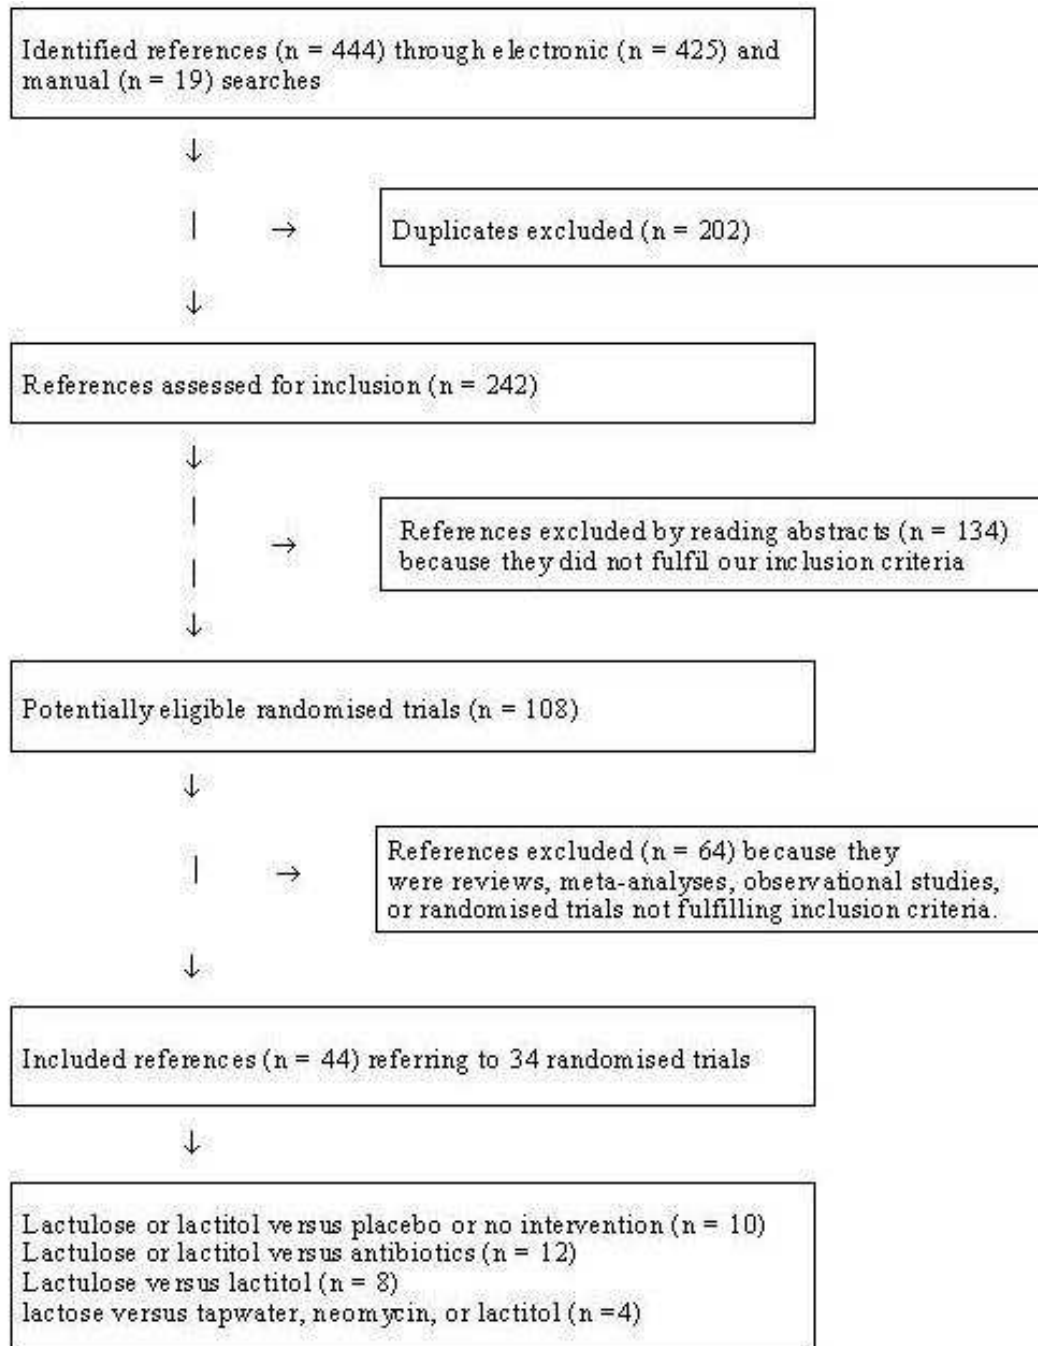 Identified references (n = 444) through electronic (n = 425) and
manual (n = 19) searches
↓
| →
Duplicates excluded (n = 202)
↓
References assessed for inclusion (n = 242)
↓
|
→
|
References excluded by reading abstracts (n = 134)
because they did not fulfil our inclusion criteria
↓
Potentially eligible randomised trials (n = 108)
↓
| →
References excluded (n = 64) because they
were reviews, meta-analyses, observational studies,
or randomised trials not fulfilling inclusion criteria.
↓
Included references (n = 44) referring to 34 randomised trials
↓
Lactulose or lactitol versus placebo or no intervention (n = 10)
Lactulose or lactitol versus antibiotics (n = 12)
Lactulose versus lactitol (n = 8)
lactose versus tapwater, neomycin, or lactitol (n =4)